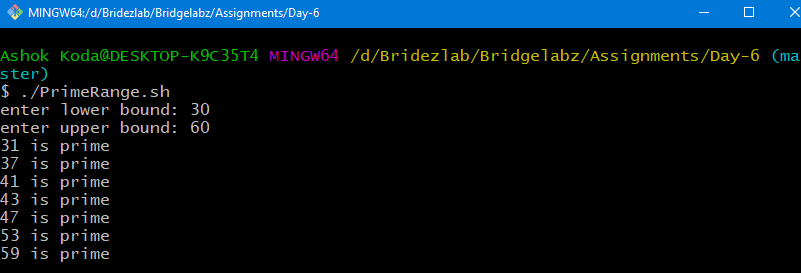 MINGW64:/d/Bridezlab/Bridgelabz/Assignments/Day-6
Ashok Koda@DESKTOP-K9C35T4 MINGW64 /d/Bridezlab/Bridgelabz/Assignments/Day-6 (ma
ster)
$ ./PrimeRange.sh
enter lower bound: 30
enter upper bound: 60
31 is prime
37 is prime
41 is prime
43 is prime
47 is prime
53 is prime
59 is prime